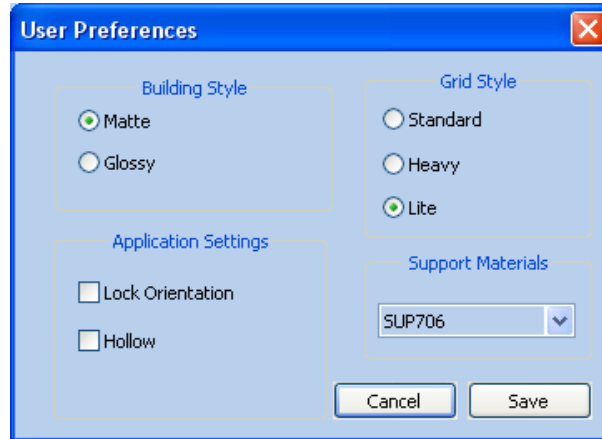 User Preferences
Building Style
Matte
Glossy
Grid Style
Standard
Heavy
Lite
Application Settings
Lock Orientation
Hollow
Support Materials
SUP706
Cancel
Save